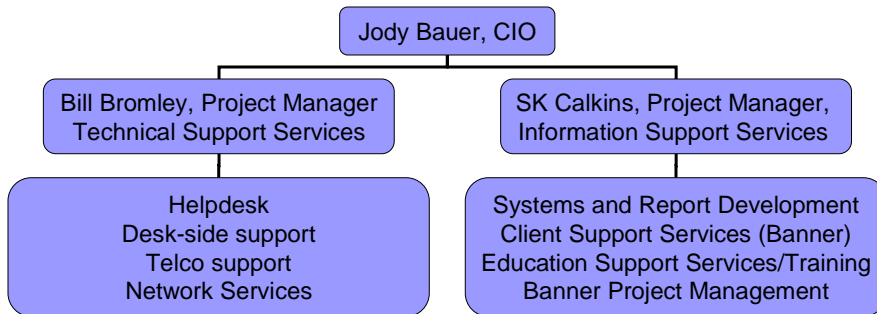 Jody Bauer, CIO
Bill Bromley, Project Manager
Technical Support Services
SK Calkins, Project Manager,
Information Support Services
Helpdesk
Desk-side support
Telco support
Network Services
Systems and Report Development
Client Support Services (Banner)
Education Support Services/Training
Banner Project Management